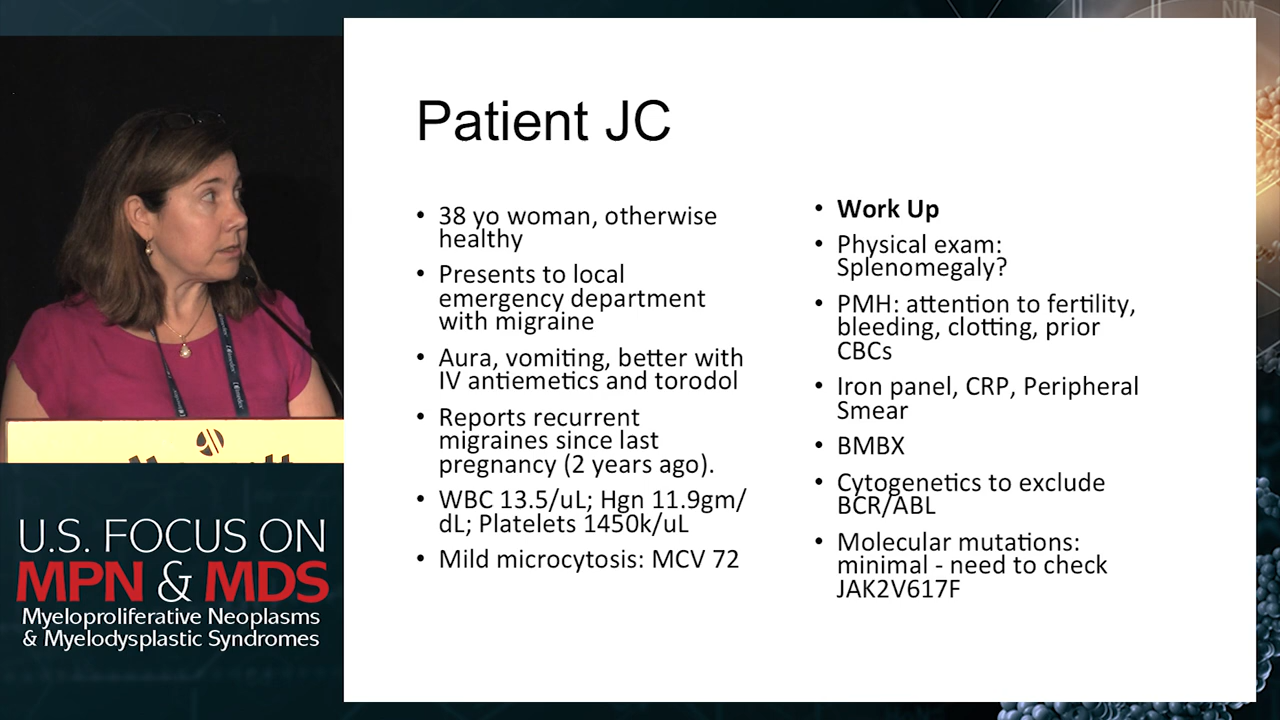 NM
Patient JC
• 38 yo woman, otherwise
healthy
• Presents to local
emergency department
with migraine
• Aura, vomiting, better with
IV antiemetics and torodol
• Reports recurrent
migraines since last
pregnancy (2 years ago).
• WBC 13.5/uL; Hgn 11.9gm/
dL; Platelets 1450k/uL
• Mild microcytosis: MCV 72
• Work Up
• Physical exam:
Splenomegaly?
• PMH: attention to fertility,
bleeding, clotting, prior
CBCs
• Iron panel, CRP, Peripheral
Smear
• BMBX
• Cytogenetics to exclude
BCR/ABL
• Molecular mutations:
minimal - need to check
JAK2V617F
U.S. FOCUS ON
MPN & MDS
Myeloproliferative Neoplasms
& Myelodysplastic Syndromes